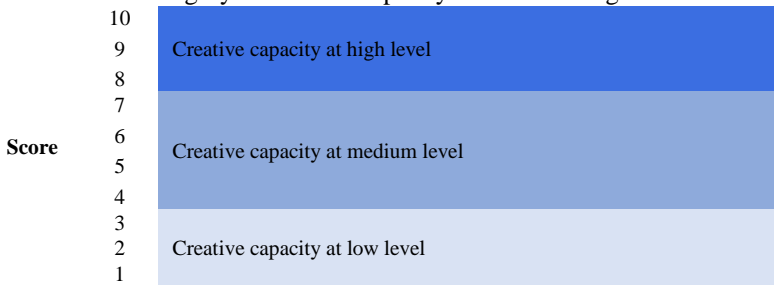 10
9 Creative capacity at high level
8
7
6
Score
5
Creative capacity at medium level
4
3
2 Creative capacity at low level
1